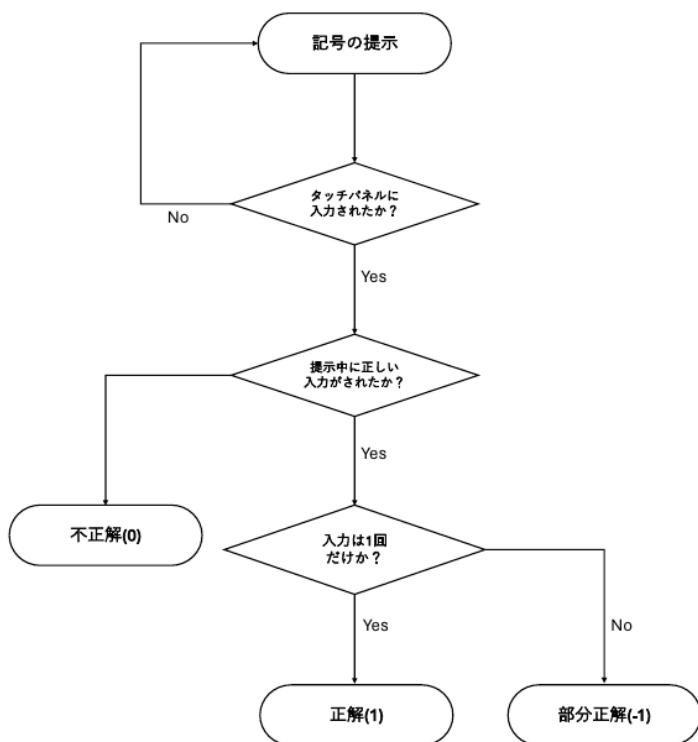 記号の提示
タッチパネルに
入力されたか？
No
Yes
提示中に正しい
入力がされたか？
Yes
不正解(0)
入力は1回
だけか？
Yes
No
正解(1)
部分正解(-1)